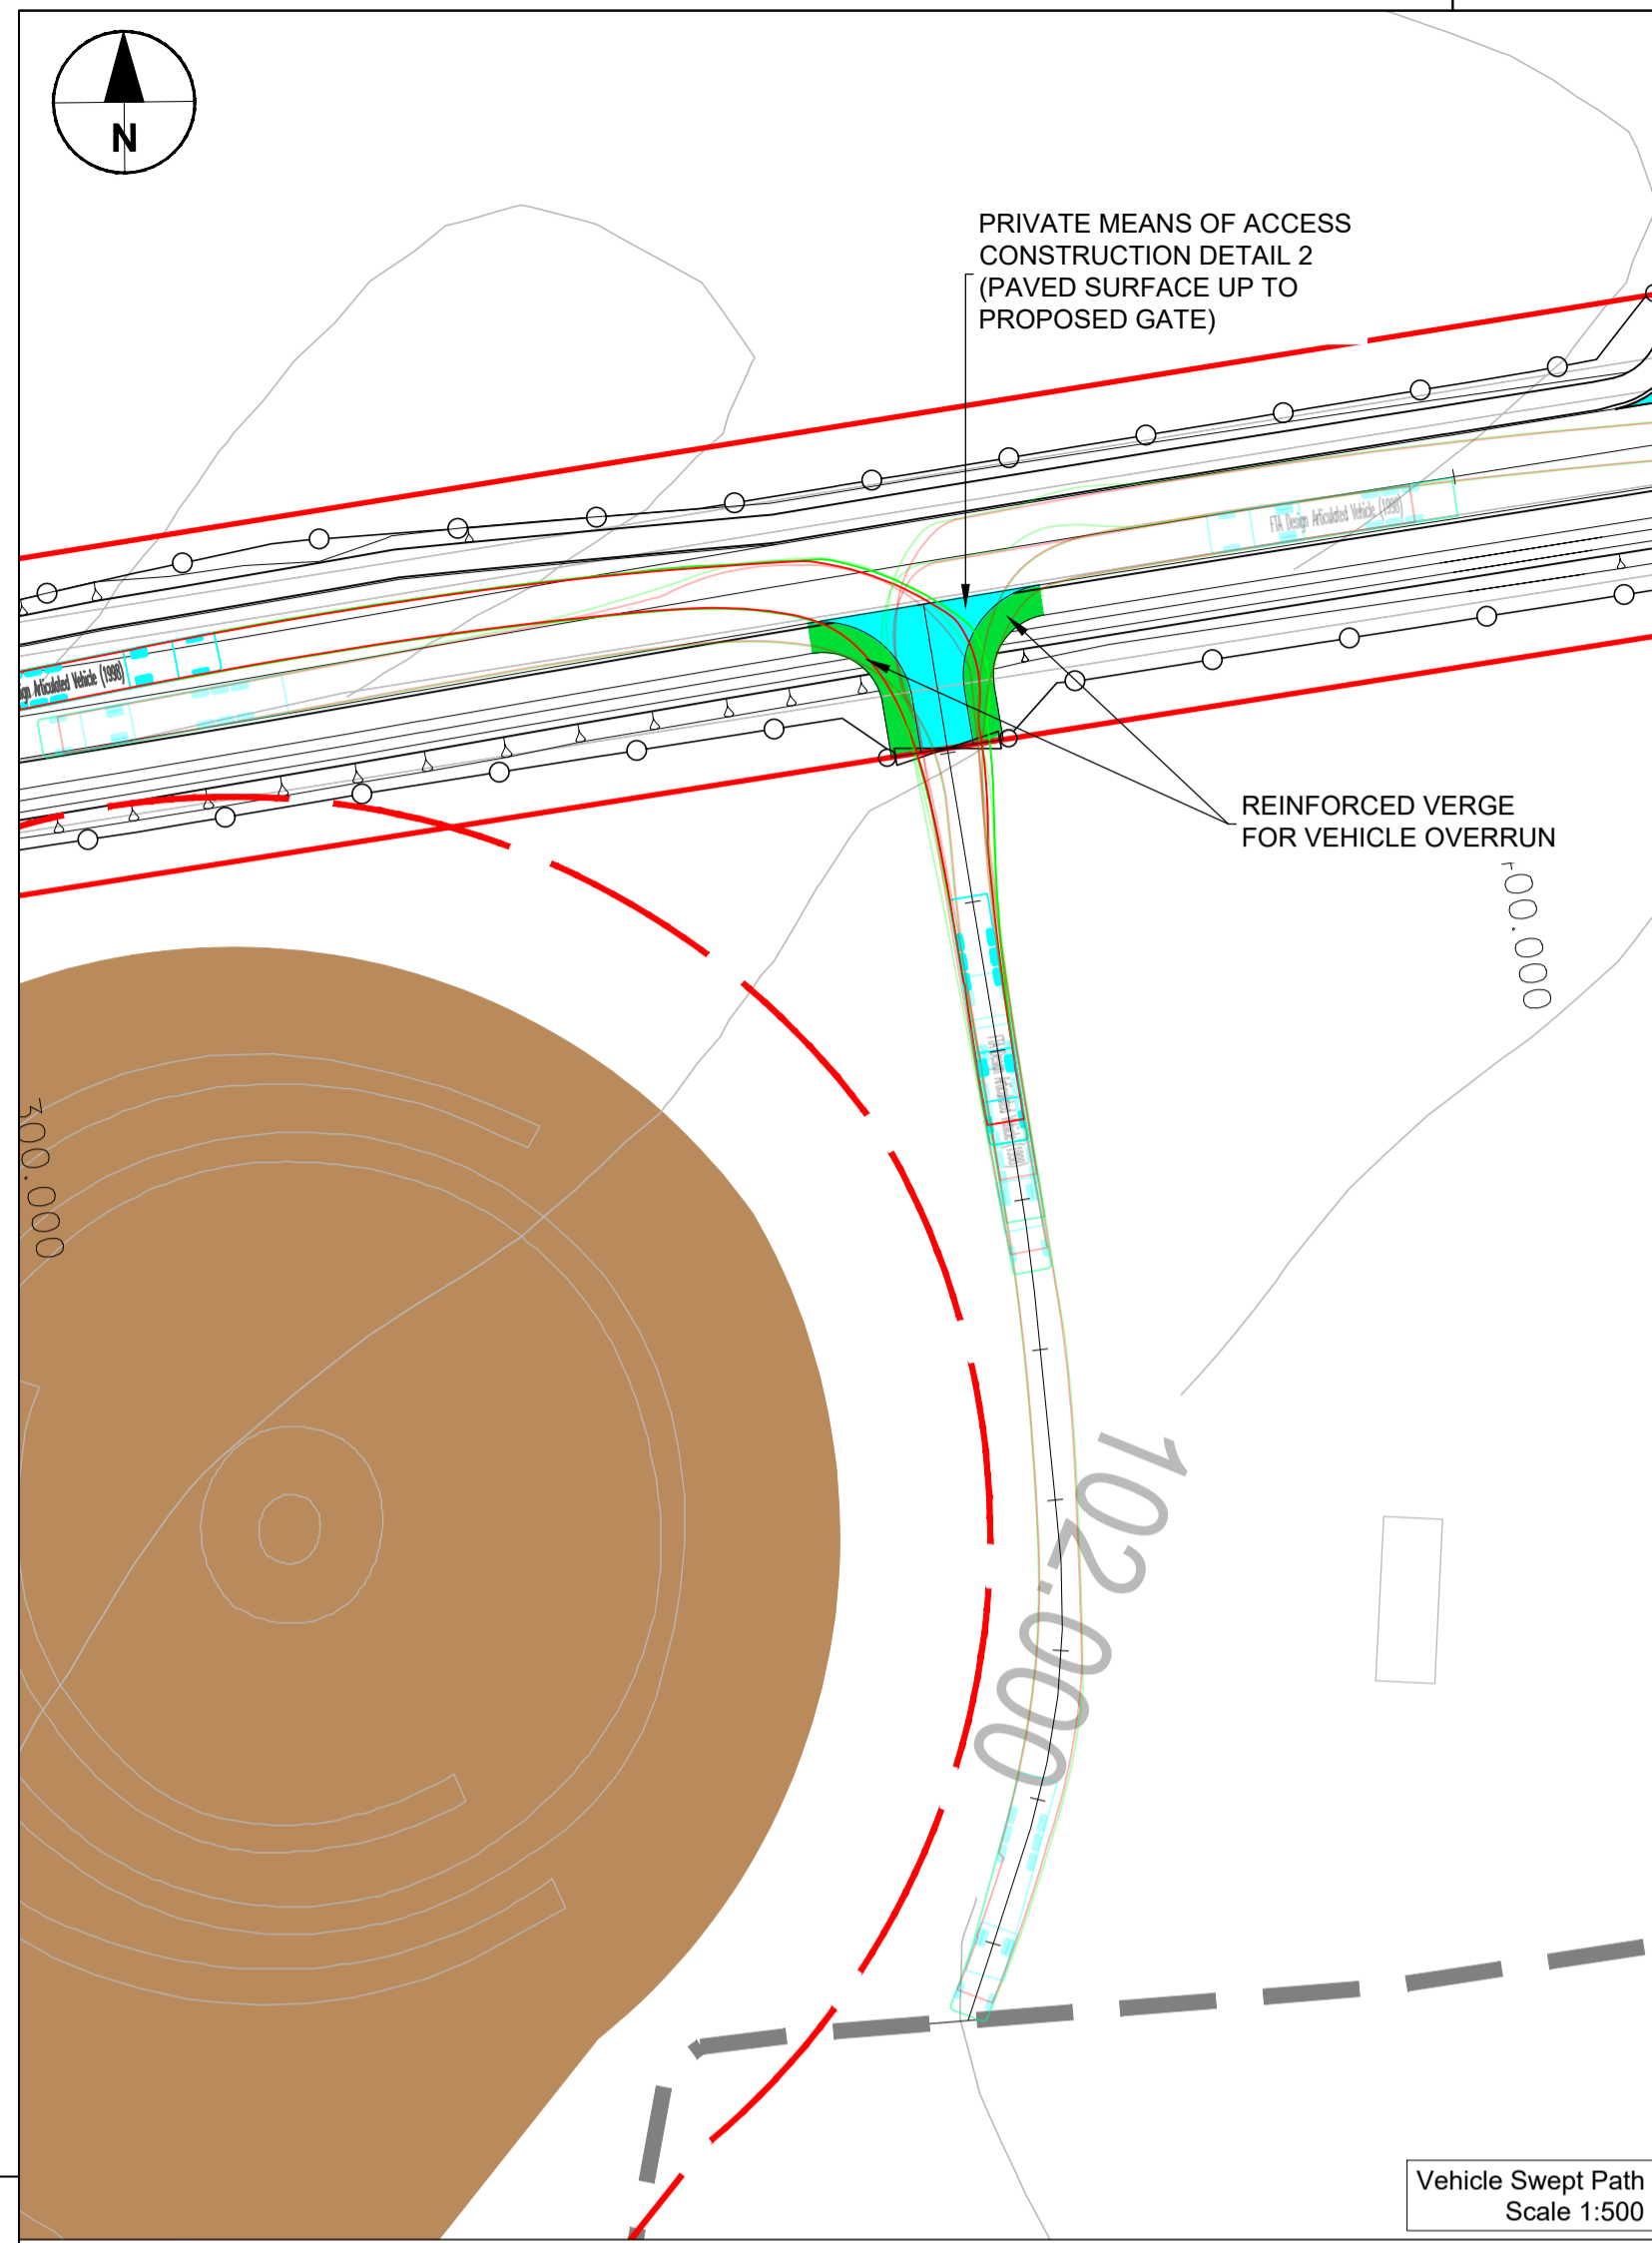 N
PRIVATE MEANS OF ACCESS
CONSTRUCTION DETAIL 2
(PAVED SURFACE UP TO
PROPOSED GATE)
FTA Design Articulated Vehicle (1998)
Articulated Vehicle (1998)
REINFORCED VERGE
FOR VEHICLE OVERRUN
00.000
300.000
102.000
Vehicle Swept Path
Scale 1:500